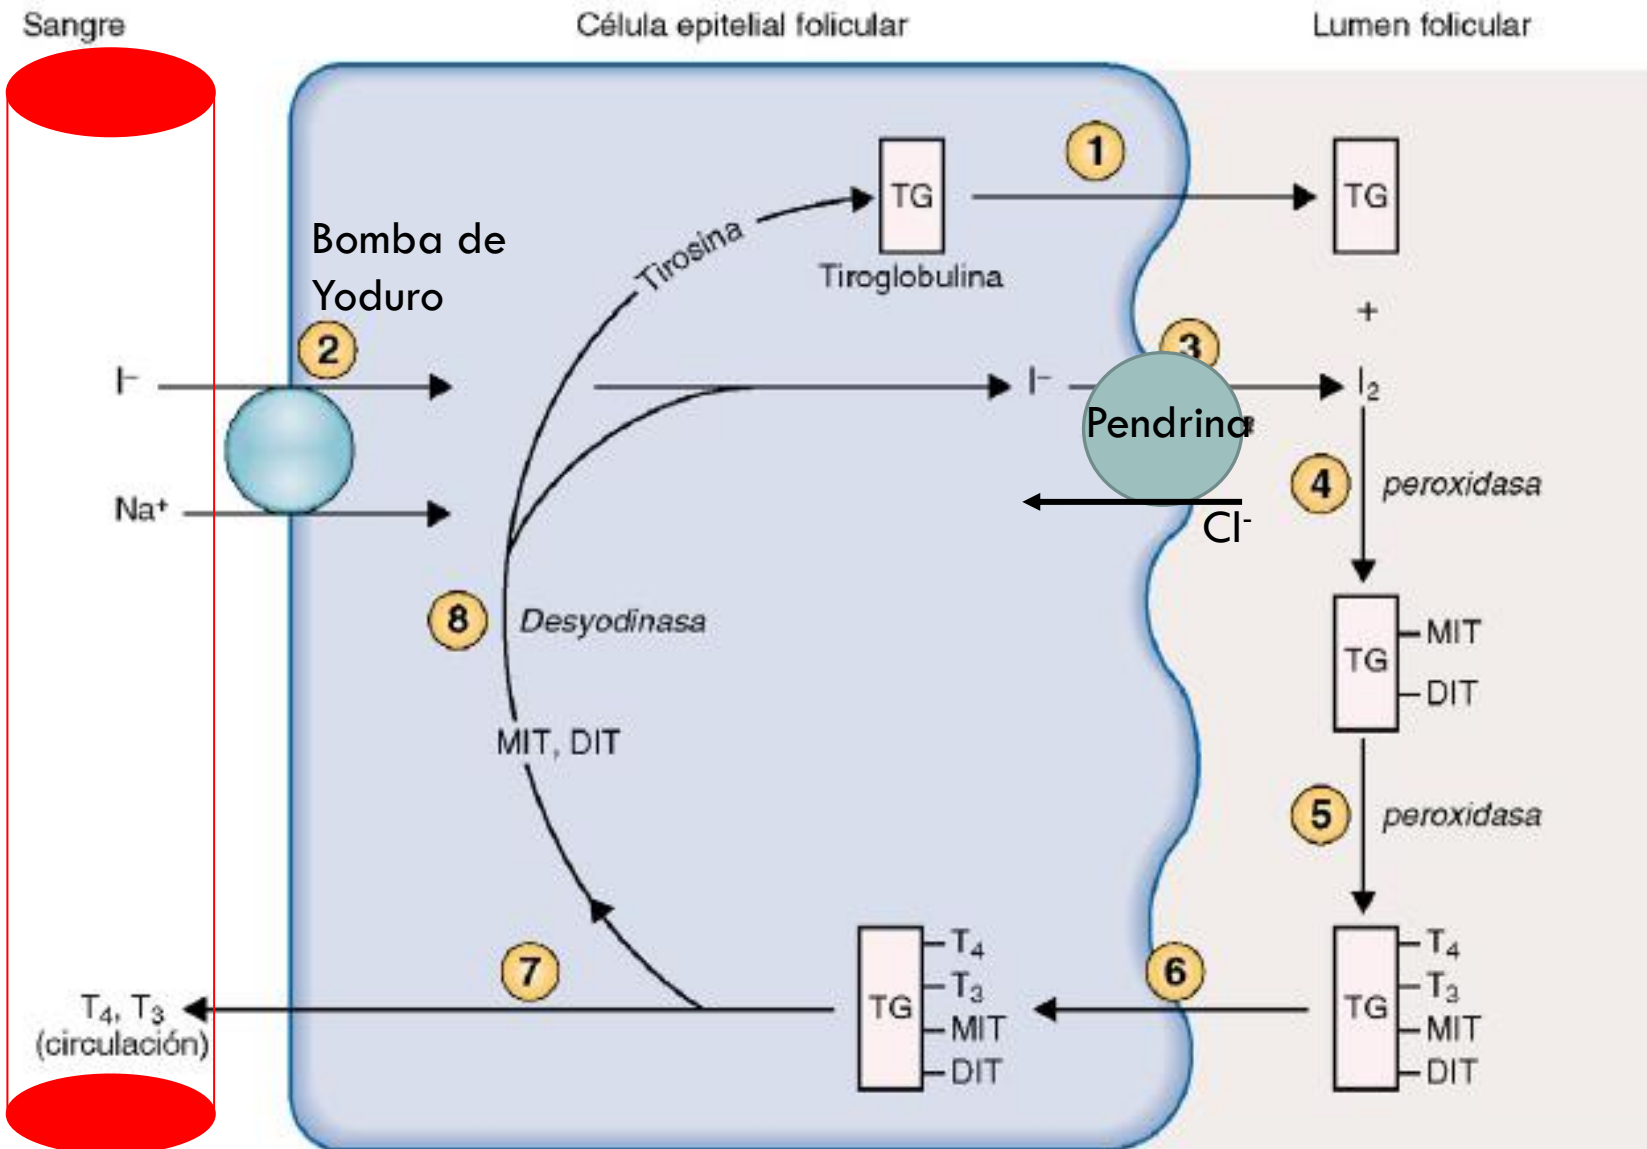 Sangre
Célula epitelial folicular
Lumen folicular
1
TG
TG
Tirosina
Tiroglobulina
Bomba de
Yoduro
+
2
3
I⁻
I⁻
I₂
Pendrina
Na⁺
Cl⁻
4
peroxidasa
8
Desyodinasa
TG
MIT
DIT
MIT, DIT
5
peroxidasa
7
6
T₄, T₃
(circulación)
TG
T₄
T₃
MIT
DIT
TG
T₄
T₃
MIT
DIT